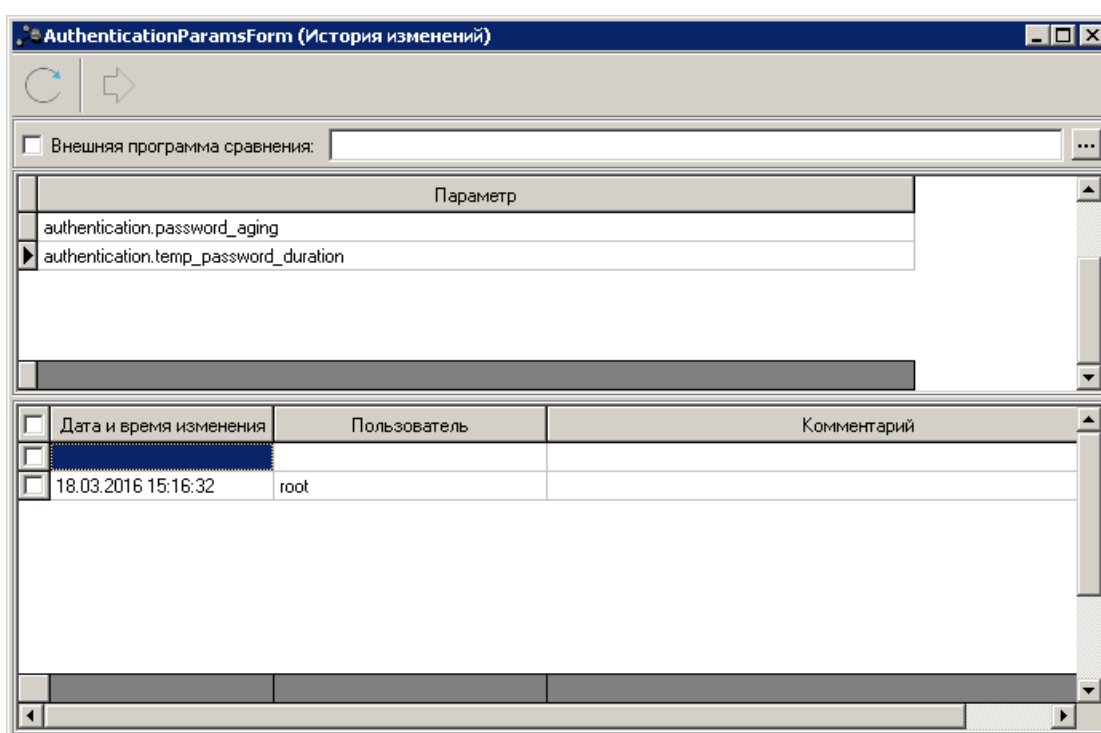 AuthenticationParamsForm (История изменений)
Внешняя программа сравнения:
...
Параметр
authentication.password_aging
authentication.temp_password_duration
Дата и время изменения Пользователь Комментарий
18.03.2016 15:16:32 root